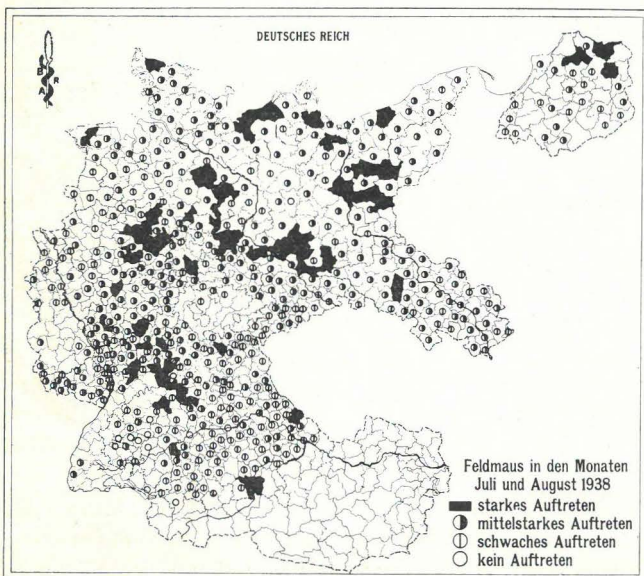 DEUTSCHES REICH
B
R
A
Feldmaus in den Monaten
Juli und August 1938
starkes Auftreten
mittelstarkes Auftreten
schwaches Auftreten
kein Auftreten